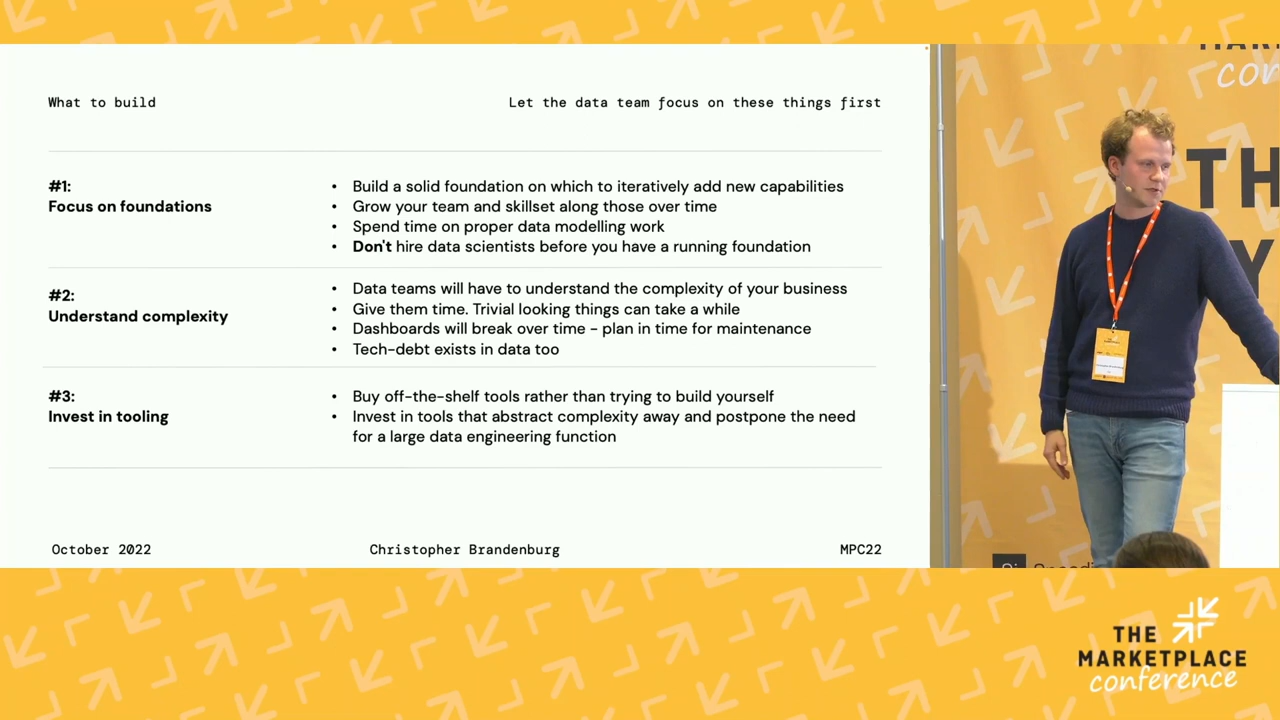 What to build
Let the data team focus on these things first
#1:
Focus on foundations
• Build a solid foundation on which to iteratively add new capabilities
• Grow your team and skillset along those over time
• Spend time on proper data modelling work
• Don't hire data scientists before you have a running foundation
#2:
Understand complexity
• Data teams will have to understand the complexity of your business
• Give them time. Trivial looking things can take a while
• Dashboards will break over time - plan in time for maintenance
• Tech-debt exists in data too
#3:
Invest in tooling
• Buy off-the-shelf tools rather than trying to build yourself
• Invest in tools that abstract complexity away and postpone the need
for a large data engineering function
October 2022
Christopher Brandenburg
MPC22
con
TH
Y
THE
MARKETPLACE
conference